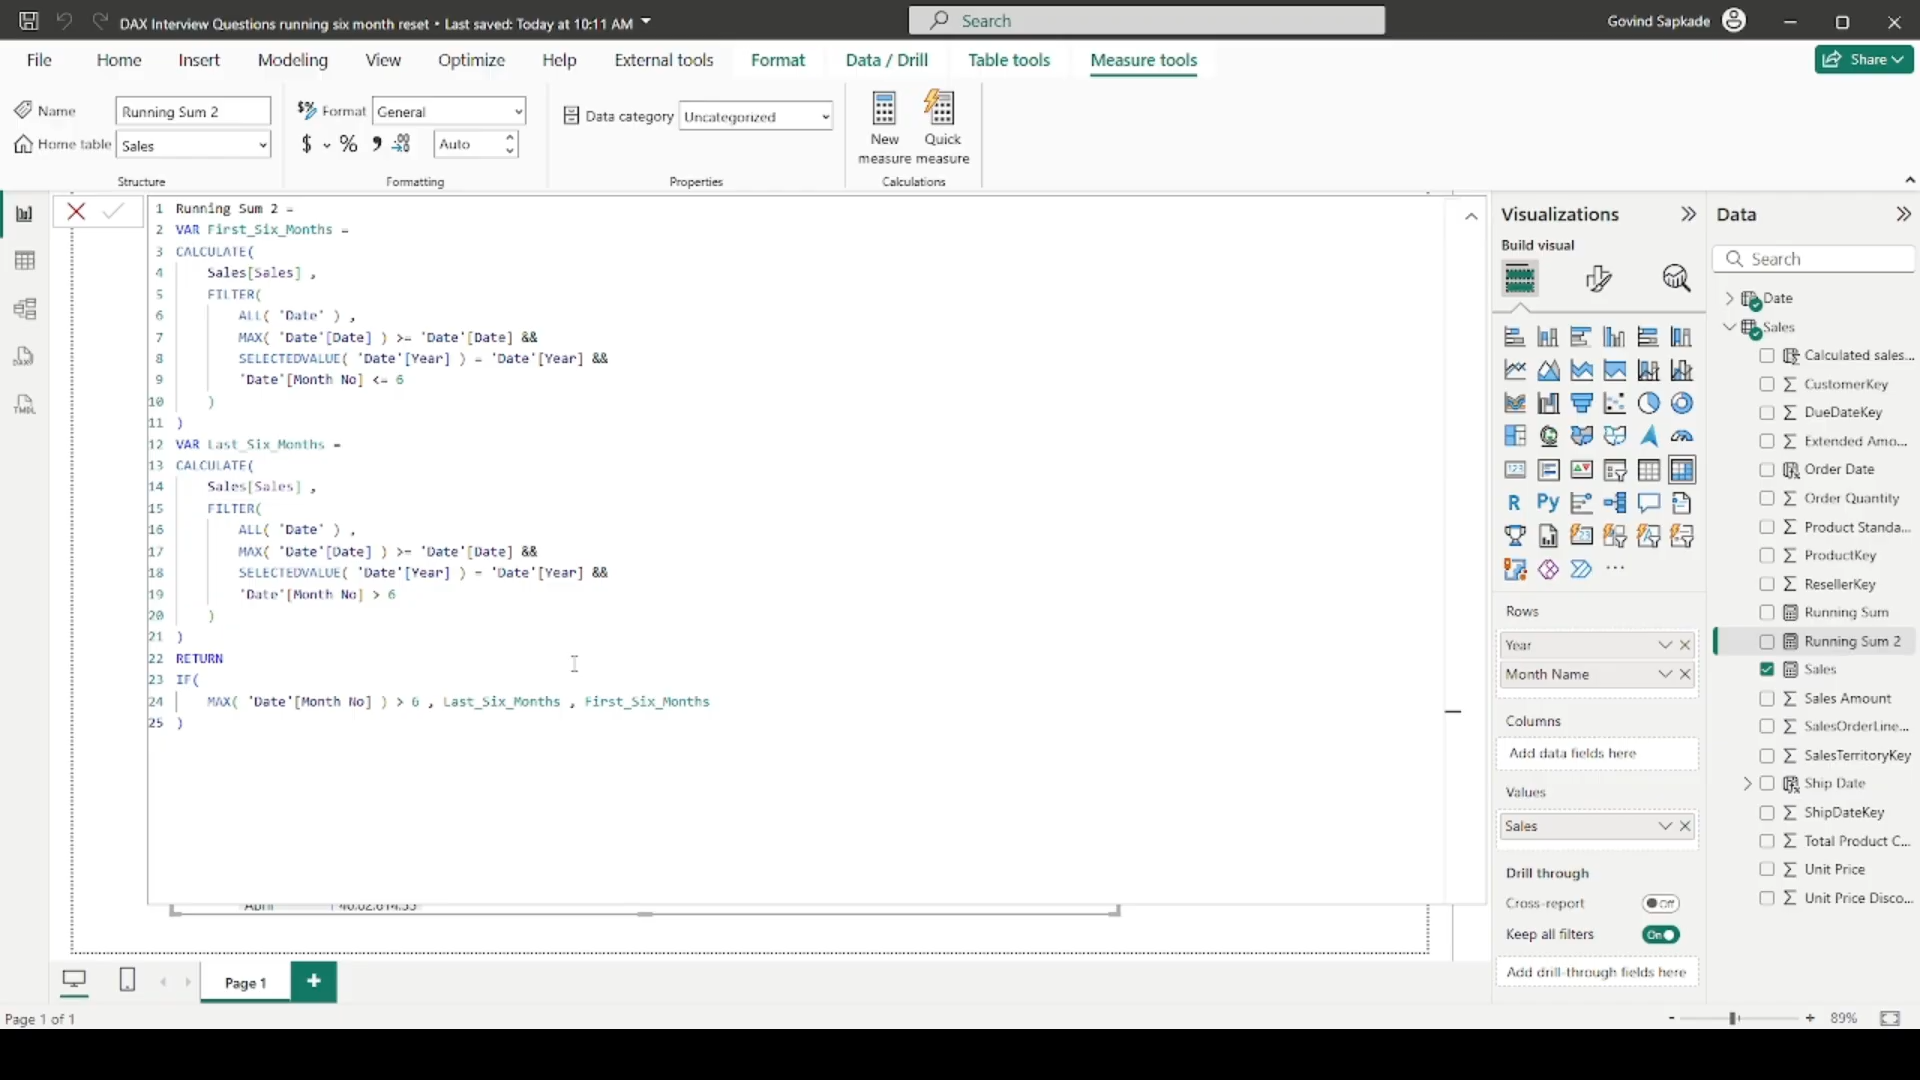 DAX Interview Questions running six month reset • Last saved: Today at 10:11 AM
Search
Govind Sapkade
File
Home
Insert
Modeling
View
Optimize
Help
External tools
Format
Data / Drill
Table tools
Measure tools
Share
Name
Running Sum 2
Home table
Sales
Structure
Format
General
$
%
Auto
Formatting
Data category
Uncategorized
Properties
New measure
Quick measure
Calculations
1 Running Sum 2 =
2 VAR First_Six_Months =
3 CALCULATE(
4 Sales[Sales] ,
5 FILTER(
6 ALL( 'Date' ) ,
7 MAX( 'Date'[Date] ) >= 'Date'[Date] &&
8 SELECTEDVALUE( 'Date'[Year] ) = 'Date'[Year] &&
9 'Date'[Month No] <= 6
10 )
11 )
12 VAR Last_Six_Months =
13 CALCULATE(
14 Sales[Sales] ,
15 FILTER(
16 ALL( 'Date' ) ,
17 MAX( 'Date'[Date] ) >= 'Date'[Date] &&
18 SELECTEDVALUE( 'Date'[Year] ) = 'Date'[Year] &&
19 'Date'[Month No] > 6
20 )
21 )
22 RETURN
23 IF(
24 MAX( 'Date'[Month No] ) > 6 , Last_Six_Months , First_Six_Months
25 )
Visualizations
Build visual
123
R
Py
Rows
Year
Month Name
Columns
Add data fields here
Values
Sales
Drill through
Cross-report
Off
Keep all filters
On
Add drill-through fields here
Data
Search
Date
Sales
Calculated sales...
CustomerKey
DueDateKey
Extended Amo...
Order Date
Order Quantity
Product Standa...
ProductKey
ResellerKey
Running Sum
Running Sum 2
Sales
Sales Amount
SalesOrderLine...
SalesTerritoryKey
Ship Date
ShipDateKey
Total Product C...
Unit Price
Unit Price Disco...
Page 1
Page 1 of 1
89%